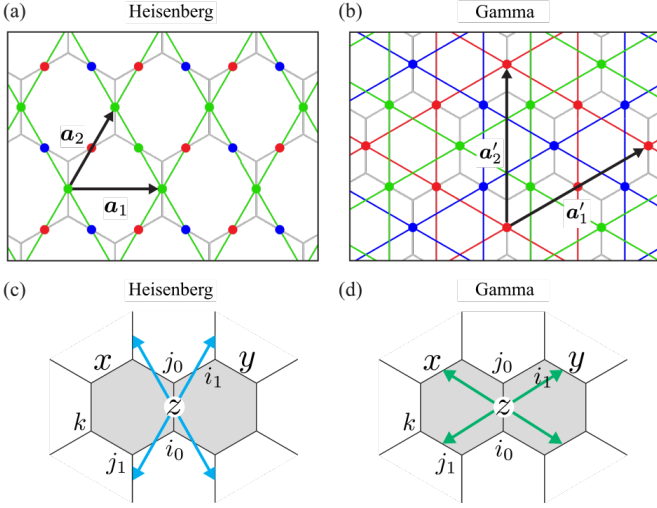 (a) Heisenberg
(b) Gamma
a₂
a₁
a′₂
a′₁
(c) Heisenberg
(d) Gamma
x j₀ y
i₁
z
k
j₁ i₀
x j₀ y
i₁
z
k
j₁ i₀